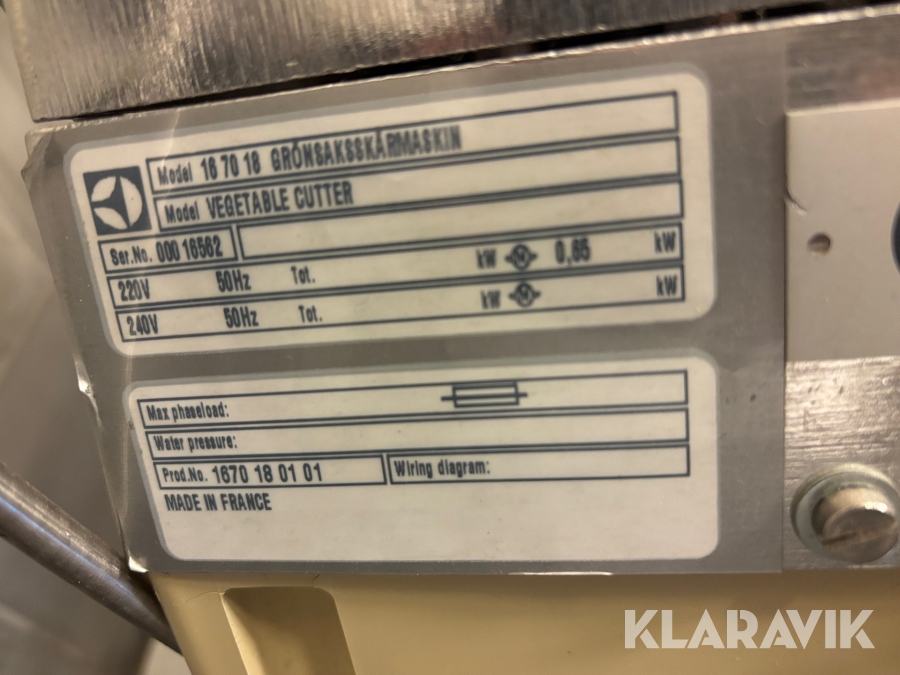 Model 16 70 18 GRÖNSAKSSKÄRMASKIN
Model VEGETABLE CUTTER
Ser.No. 000 16562
220V 50Hz Tot. kW M 0,65 kW
240V 50Hz Tot. kW M kW
Max phaseload:
Water pressure:
Prod.No. 1670 18 01 01 Wiring diagram:
MADE IN FRANCE
KLARAVIK